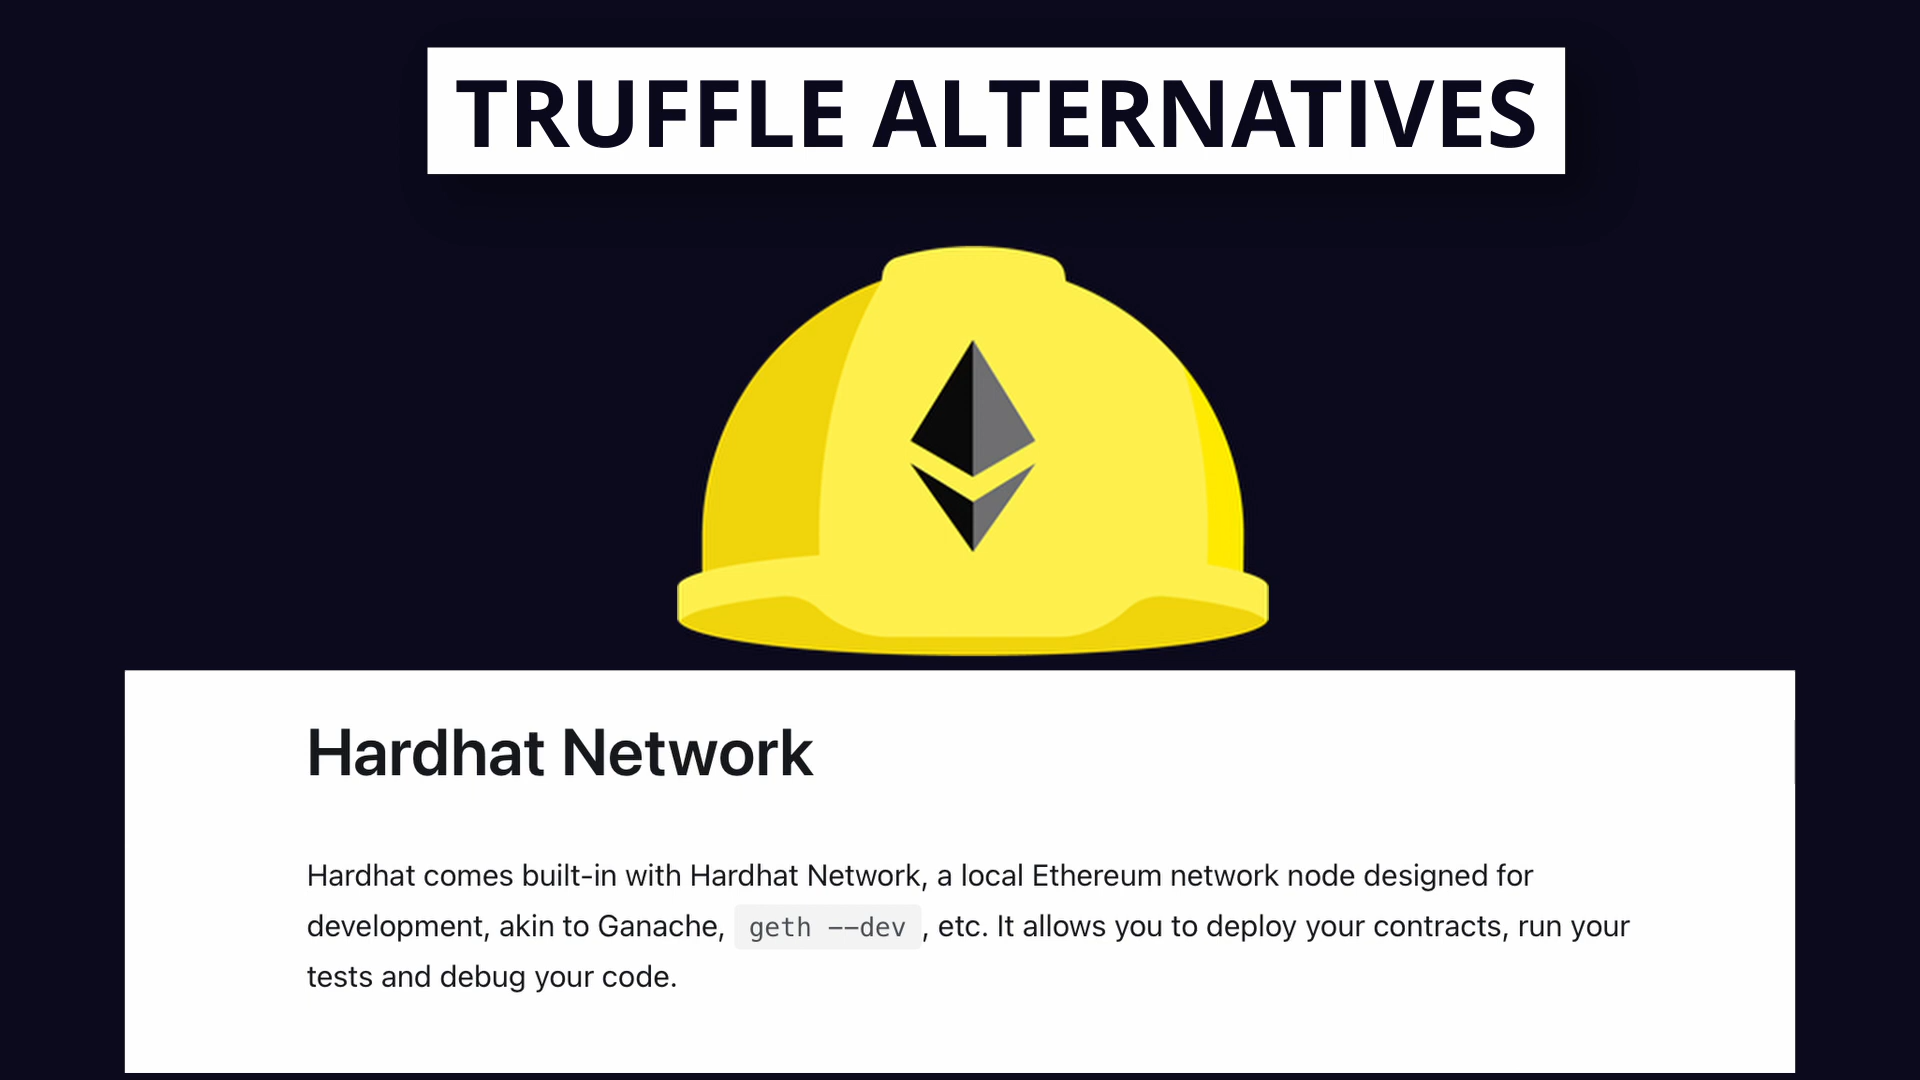 TRUFFLE ALTERNATIVES
Hardhat Network
Hardhat comes built-in with Hardhat Network, a local Ethereum network node designed for
development, akin to Ganache, geth --dev , etc. It allows you to deploy your contracts, run your
tests and debug your code.